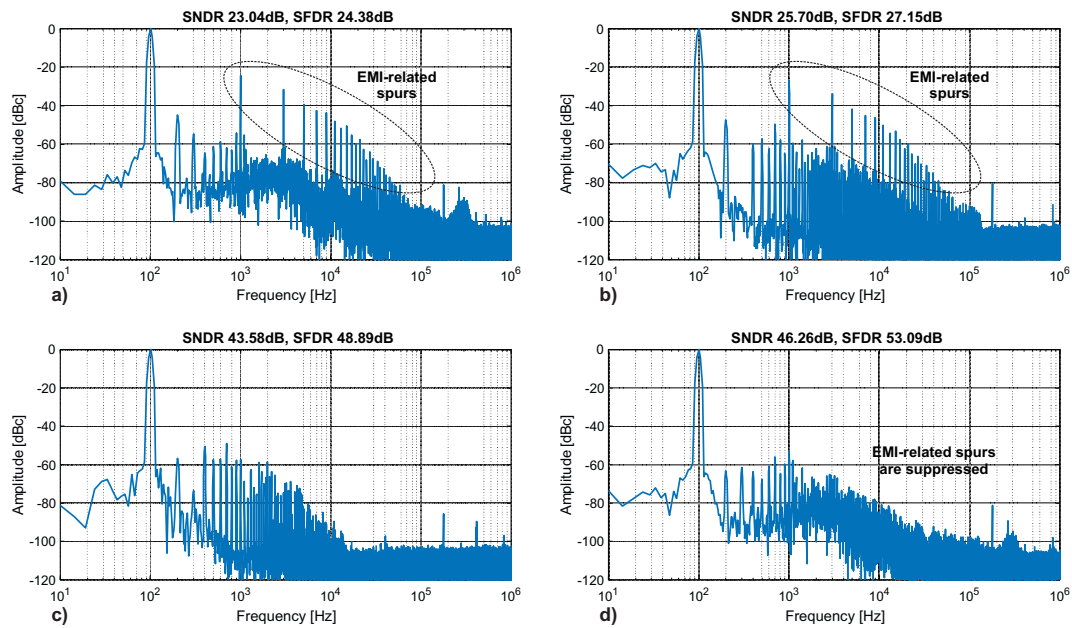 SNDR 23.04dB, SFDR 24.38dB
0
-20
-40
-60
-80
-100
-120
Amplitude [dBc]
EMI-related
spurs
10^1 10^2 10^3 10^4 10^5 10^6
Frequency [Hz]
a)
SNDR 25.70dB, SFDR 27.15dB
0
-20
-40
-60
-80
-100
-120
Amplitude [dBc]
EMI-related
spurs
10^1 10^2 10^3 10^4 10^5 10^6
Frequency [Hz]
b)
SNDR 43.58dB, SFDR 48.89dB
0
-20
-40
-60
-80
-100
-120
Amplitude [dBc]
10^1 10^2 10^3 10^4 10^5 10^6
Frequency [Hz]
c)
SNDR 46.26dB, SFDR 53.09dB
0
-20
-40
-60
-80
-100
-120
Amplitude [dBc]
EMI-related spurs
are suppressed
10^1 10^2 10^3 10^4 10^5 10^6
Frequency [Hz]
d)